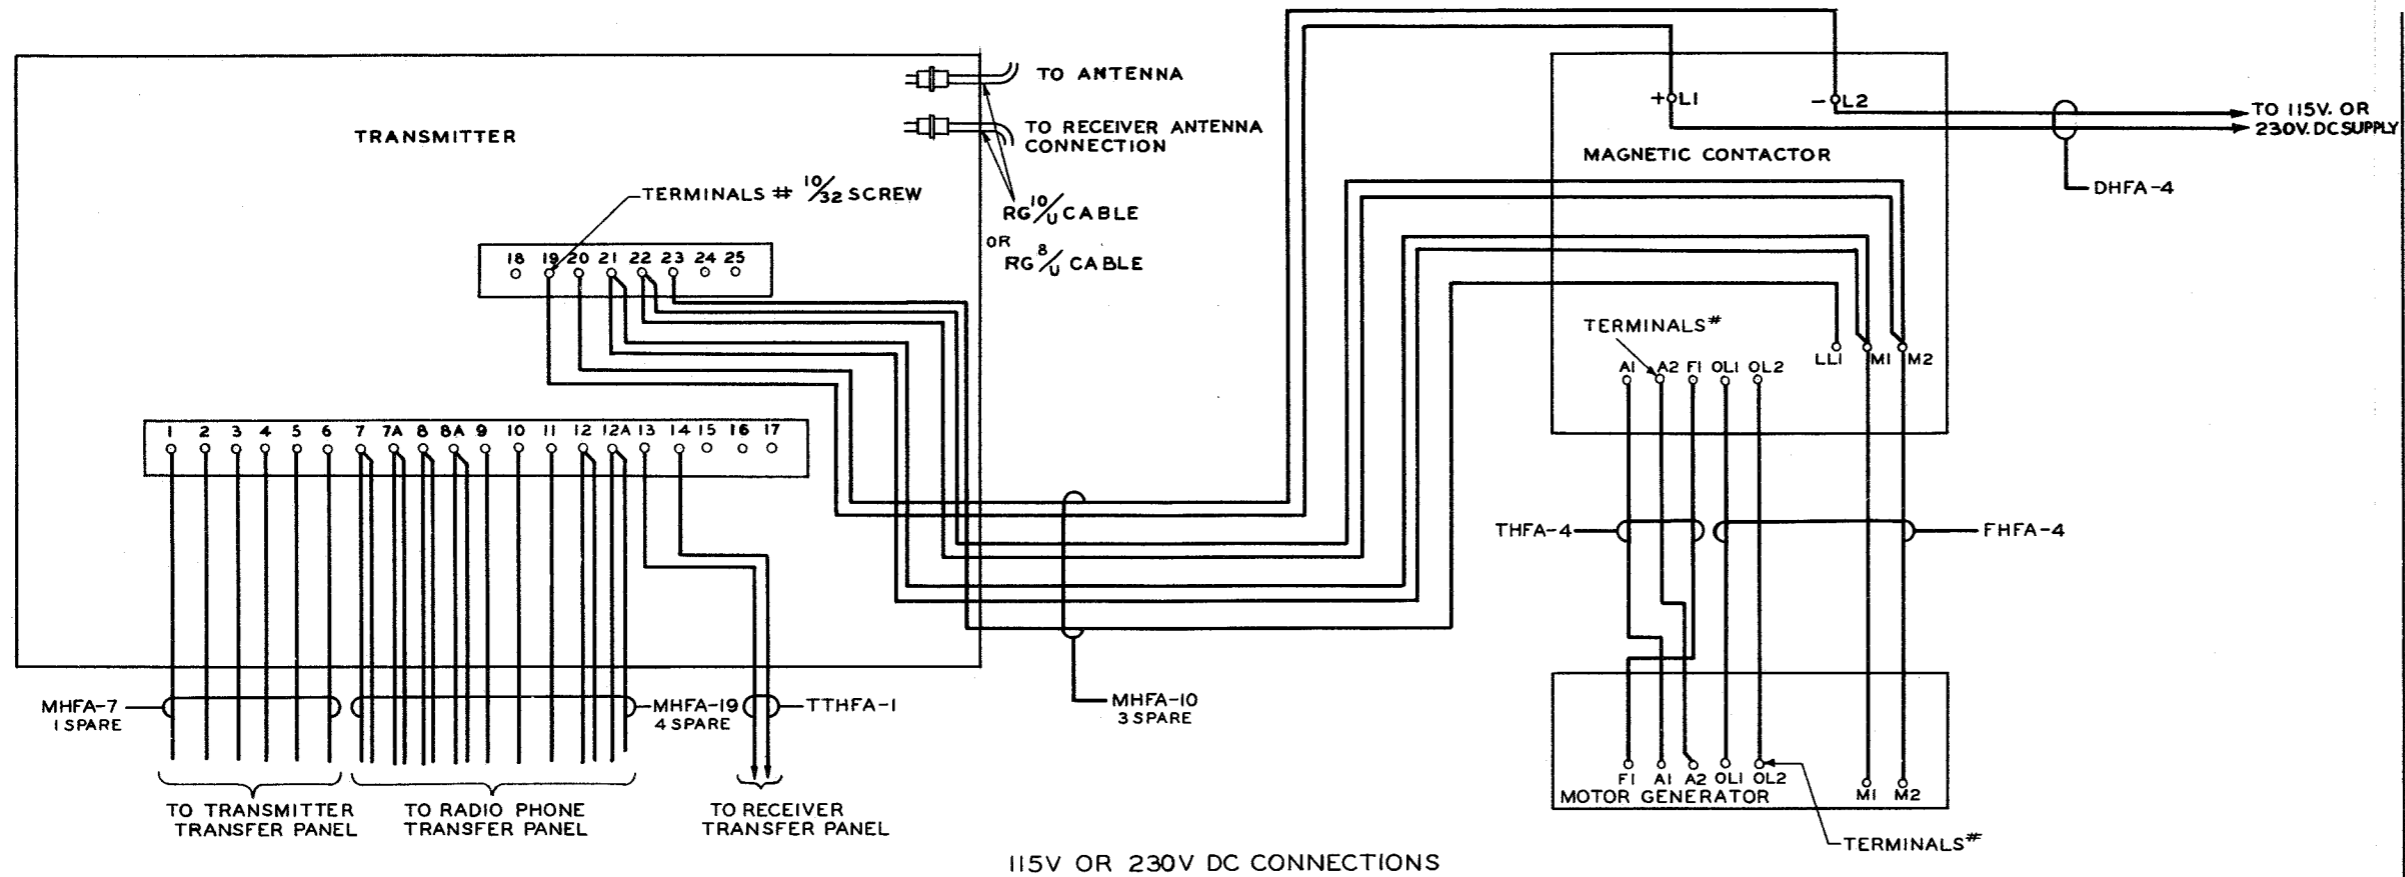 TO ANTENNA
TRANSMITTER
TO RECEIVER ANTENNA
CONNECTION
+ L1
- L2
TO 115V. OR
230V. DC SUPPLY
MAGNETIC CONTACTOR
DHFA-4
TERMINALS # 10/32 SCREW
RG 10/U CABLE
OR
RG 8/U CABLE
18 19 20 21 22 23 24 25
TERMINALS#
LL1 M1 M2
A1 A2 F1 OL1 OL2
1 2 3 4 5 6 7 7A 8 8A 9 10 11 12 12A 13 14 15 16 17
THFA-4
FHFA-4
MHFA-7
1 SPARE
MHFA-19
4 SPARE
TTHFA-1
MHFA-10
3 SPARE
F1 A1 A2 OL1 OL2
M1 M2
MOTOR GENERATOR
TO TRANSMITTER
TRANSFER PANEL
TO RADIO PHONE
TRANSFER PANEL
TO RECEIVER
TRANSFER PANEL
TERMINALS#
115V OR 230V DC CONNECTIONS